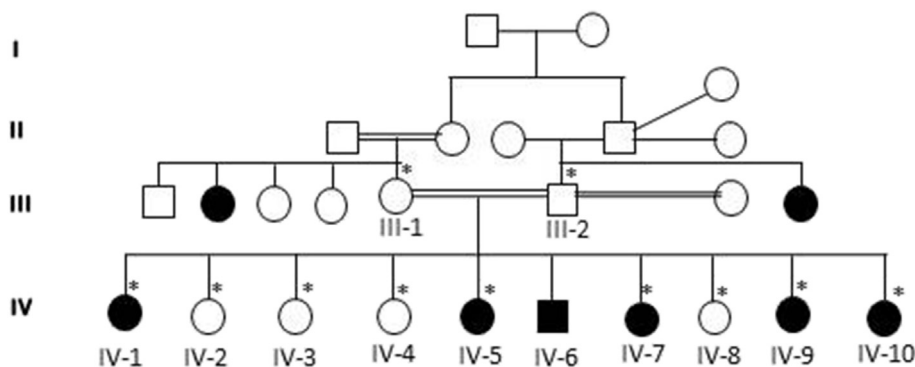 I
II
* *
III
III-1 III-2
* * * * * * * * *
IV
IV-1 IV-2 IV-3 IV-4 IV-5 IV-6 IV-7 IV-8 IV-9 IV-10